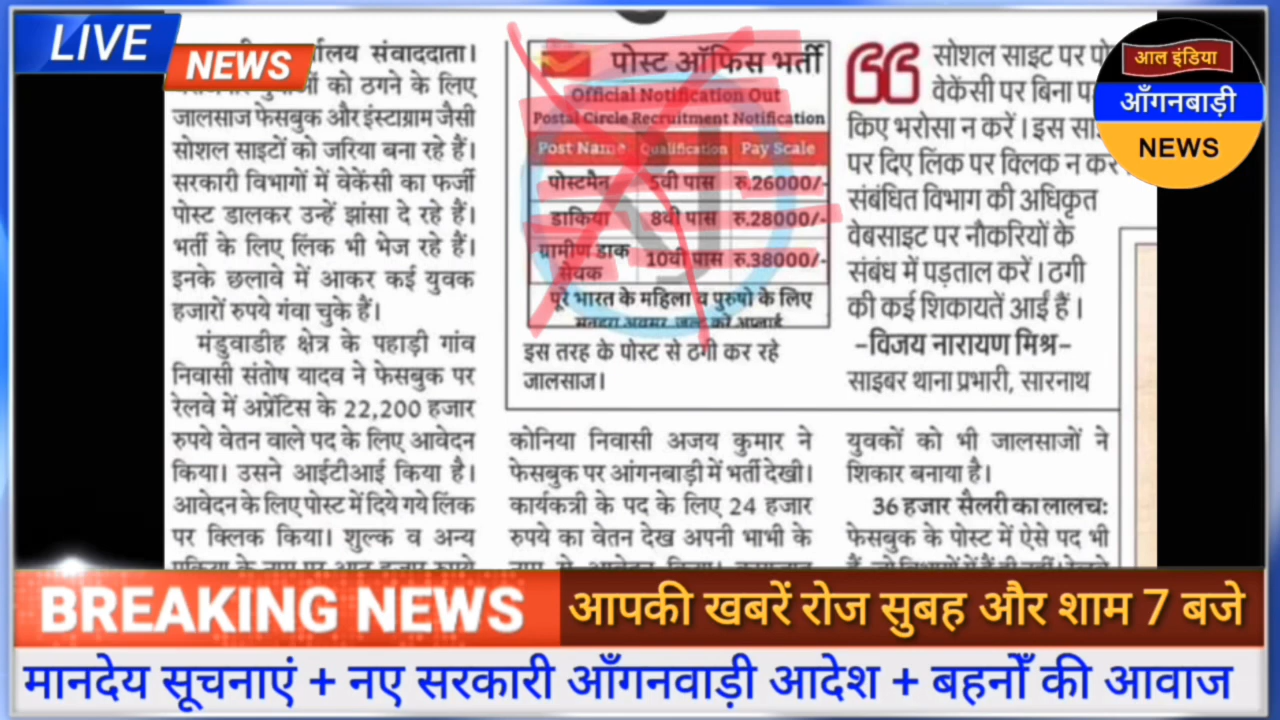 LIVE
NEWS
आल इंडिया
आँगनबाड़ी
NEWS
संवाददाता।
को ठगने के लिए
जालसाज फेसबुक और इंस्टाग्राम जैसी
सोशल साइटों को जरिया बना रहे हैं।
सरकारी विभागों में वेकेंसी का फर्जी
पोस्ट डालकर उन्हें झांसा दे रहे हैं।
भर्ती के लिए लिंक भी भेज रहे हैं।
इनके छलावे में आकर कई युवक
हजारों रुपये गंवा चुके हैं।
मंडुवाडीह क्षेत्र के पहाड़ी गांव
निवासी संतोष यादव ने फेसबुक पर
रेलवे में अप्रेंटिस के 22,200 हजार
रुपये वेतन वाले पद के लिए आवेदन
किया। उसने आईटीआई किया है।
आवेदन के लिए पोस्ट में दिये गये लिंक
पर क्लिक किया। शुल्क व अन्य
पोस्ट ऑफिस भर्ती
Official Notification Out
Postal Circle Recruitment Notification
Post Name Qualification Pay Scale
पोस्टमैन 5वी पास रु.26000/-
डाकिया 8वी पास रु.28000/-
ग्रामीण डाक
सेवक 10वी पास रु.38000/-
पूरे भारत के महिला व पुरुषो के लिए
इस तरह के पोस्ट से ठगी कर रहे
जालसाज।
कोनिया निवासी अजय कुमार ने
फेसबुक पर आंगनबाड़ी में भर्ती देखी।
कार्यकत्री के पद के लिए 24 हजार
रुपये का वेतन देख अपनी भाभी के
सोशल साइट पर
वेकेंसी पर बिना
किए भरोसा न करें। इस
पर दिए लिंक पर क्लिक न
संबंधित विभाग की अधिकृत
वेबसाइट पर नौकरियों के
संबंध में पड़ताल करें। ठगी
की कई शिकायतें आईं हैं।
-विजय नारायण मिश्र-
साइबर थाना प्रभारी, सारनाथ
युवकों को भी जालसाजों ने
शिकार बनाया है।
36 हजार सैलरी का लालच:
फेसबुक के पोस्ट में ऐसे पद भी
BREAKING NEWS
आपकी खबरें रोज सुबह और शाम 7 बजे
मानदेय सूचनाएं + नए सरकारी आँगनवाड़ी आदेश + बहनोँ की आवाज